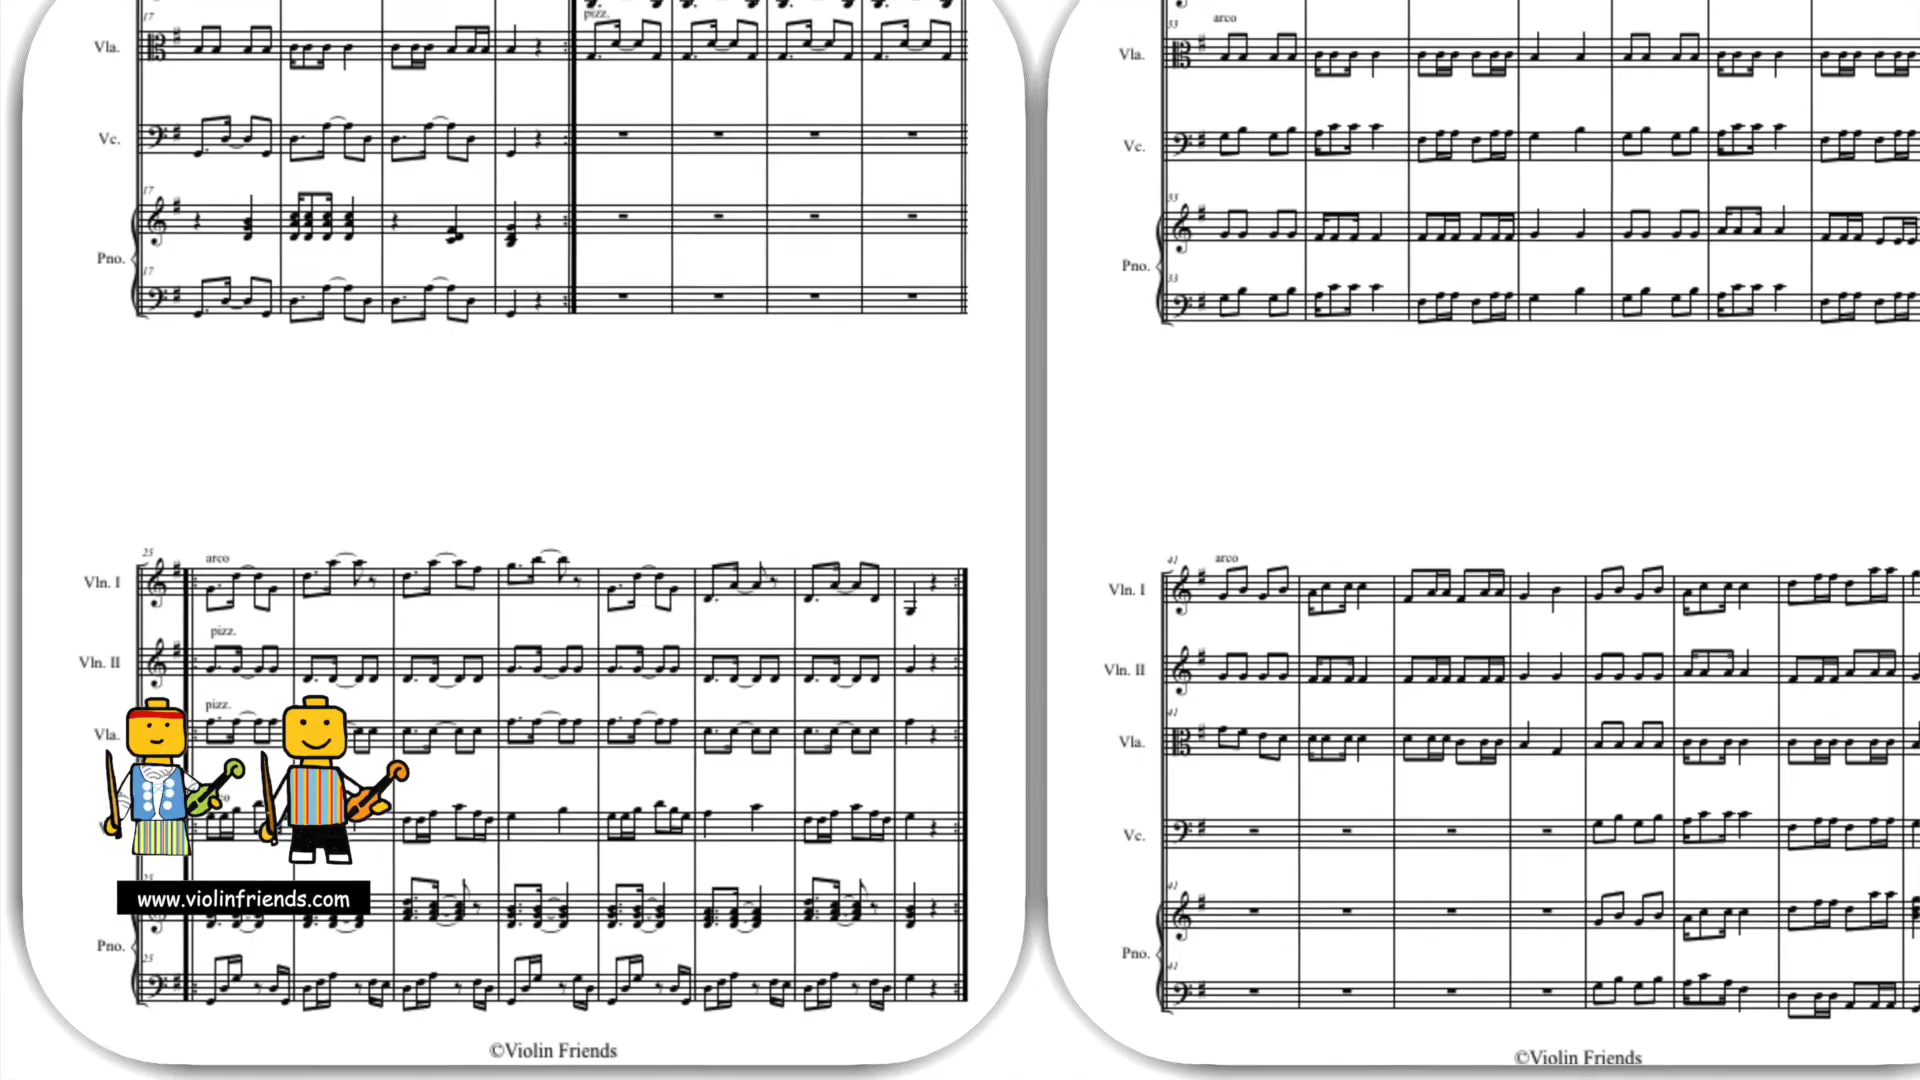 17
pizz.
Vla.
Vc.
17
Pno.
17
25
arco
Vln. I
pizz.
Vln. II
pizz.
Vla.
www.violinfriends.com
Pno.
25
©Violin Friends
33
arco
Vla.
Vc.
33
Pno.
33
41
arco
Vln. I
Vln. II
41
Vla.
Vc.
41
Pno.
41
©Violin Friends